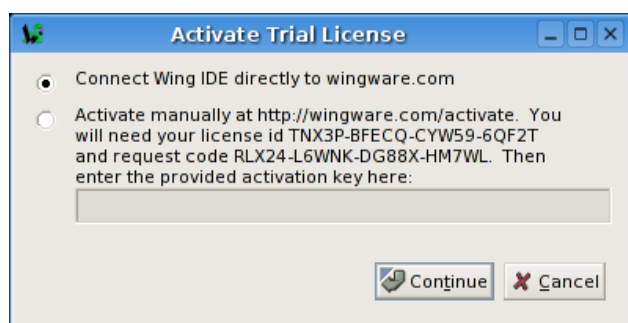 Activate Trial License
Connect Wing IDE directly to wingware.com
Activate manually at http://wingware.com/activate. You
will need your license id TNX3P-BFECQ-CYW59-6QF2T
and request code RLX24-L6WNK-DG88X-HM7WL. Then
enter the provided activation key here:
Continue
Cancel